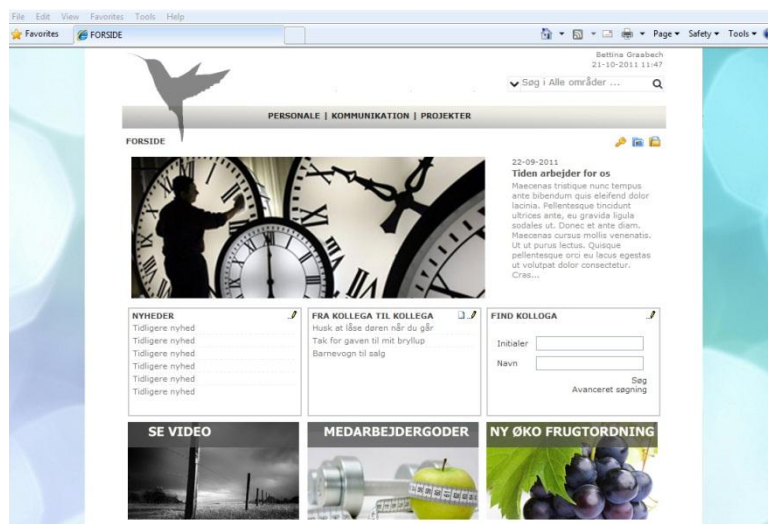 File Edit View Favorites Tools Help
Favorites FORSIDE Page Safety Tools
Bettina Graabech
21-10-2011 11:47
Søg i Alle områder ...
PERSONALE | KOMMUNIKATION | PROJEKTER
FORSIDE
22-09-2011
Tiden arbejder for os
Maecenas tristique nunc tempus
ante bibendum quis eleifend dolor
lacinia. Pellentesque tincidunt
ultrices ante, eu gravida ligula
sodales ut. Donec et ante diam.
Maecenas cursus mollis venenatis.
Ut ut purus lectus. Quisque
pellentesque orci eu lacus egestas
ut volutpat dolor consectetur.
Cras...
NYHEDER
Tidligere nyhed
Tidligere nyhed
Tidligere nyhed
Tidligere nyhed
Tidligere nyhed
Tidligere nyhed
FRA KOLLEGA TIL KOLLEGA
Husk at låse døren når du går
Tak for gaven til mit bryllup
Barnevogn til salg
FIND KOLLOGA
Initialer
Navn
Søg
Avanceret søgning
SE VIDEO
MEDARBEJDERGODER
NY ØKO FRUGTORDNING